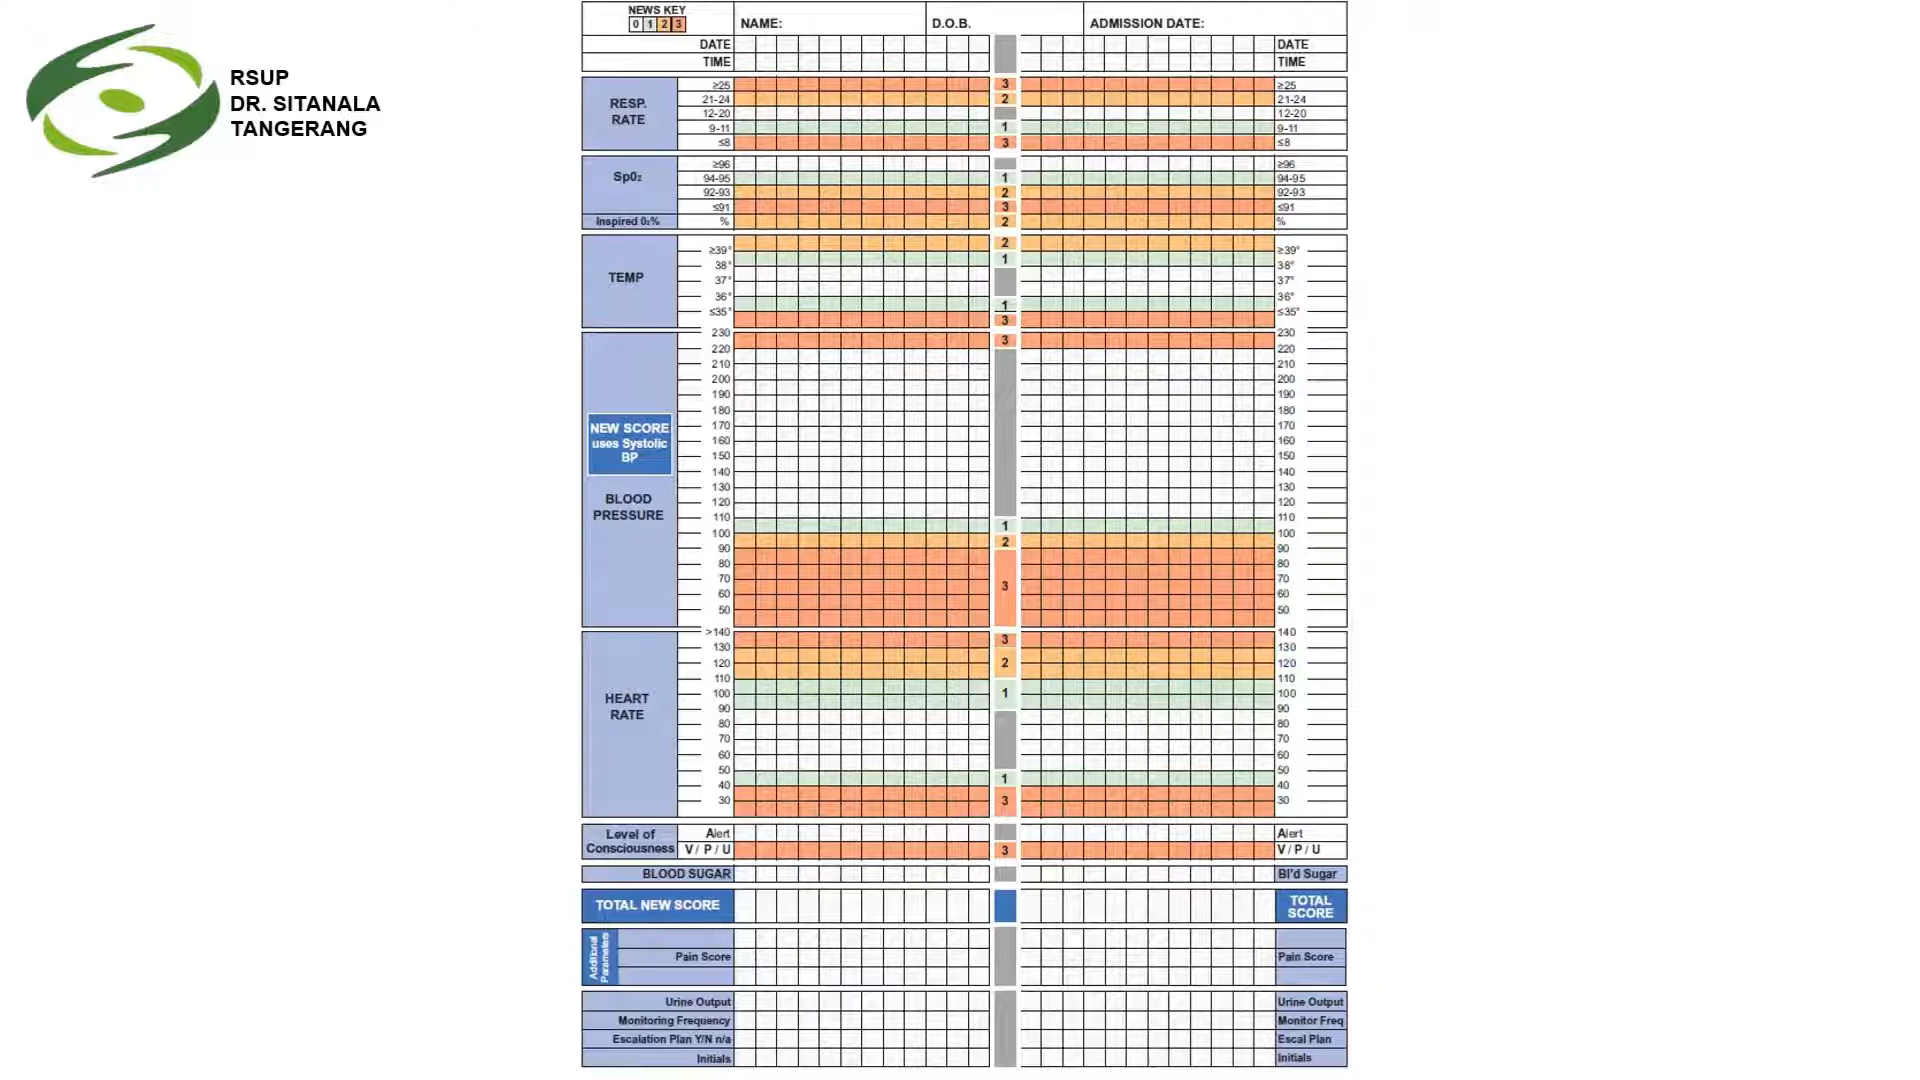 RSUP
DR. SITANALA
TANGERANG
NEWS KEY
0 1 2 3
NAME: D.O.B. ADMISSION DATE:
DATE DATE
TIME TIME
RESP.
RATE
≥25 3 ≥25
21-24 2 21-24
12-20 12-20
9-11 1 9-11
≤8 3 ≤8
Sp0₂
≥96 ≥96
94-95 1 94-95
92-93 2 92-93
≤91 3 ≤91
Inspired 0₂% % 2 %
TEMP
2
≥39° ≥39°
1
38° 38°
37° 37°
36° 36°
1
≤35° ≤35°
3
NEW SCORE
uses Systolic
BP
BLOOD
PRESSURE
230 230
3
220 220
210 210
200 200
190 190
180 180
170 170
160 160
150 150
140 140
130 130
120 120
110 110
1
100 100
2
90 90
80 80
70 70
3
60 60
50 50
HEART
RATE
>140 140
3
130 130
120 2 120
110 110
100 1 100
90 90
80 80
70 70
60 60
50 50
1
40 40
30 3 30
Level of
Consciousness
Alert Alert
V / P / U 3 V / P / U
BLOOD SUGAR Bl'd Sugar
TOTAL NEW SCORE TOTAL
SCORE
Additional
Parameters
Pain Score Pain Score
Urine Output Urine Output
Monitoring Frequency Monitor Freq
Escalation Plan Y/N n/a Escal Plan
Initials Initials